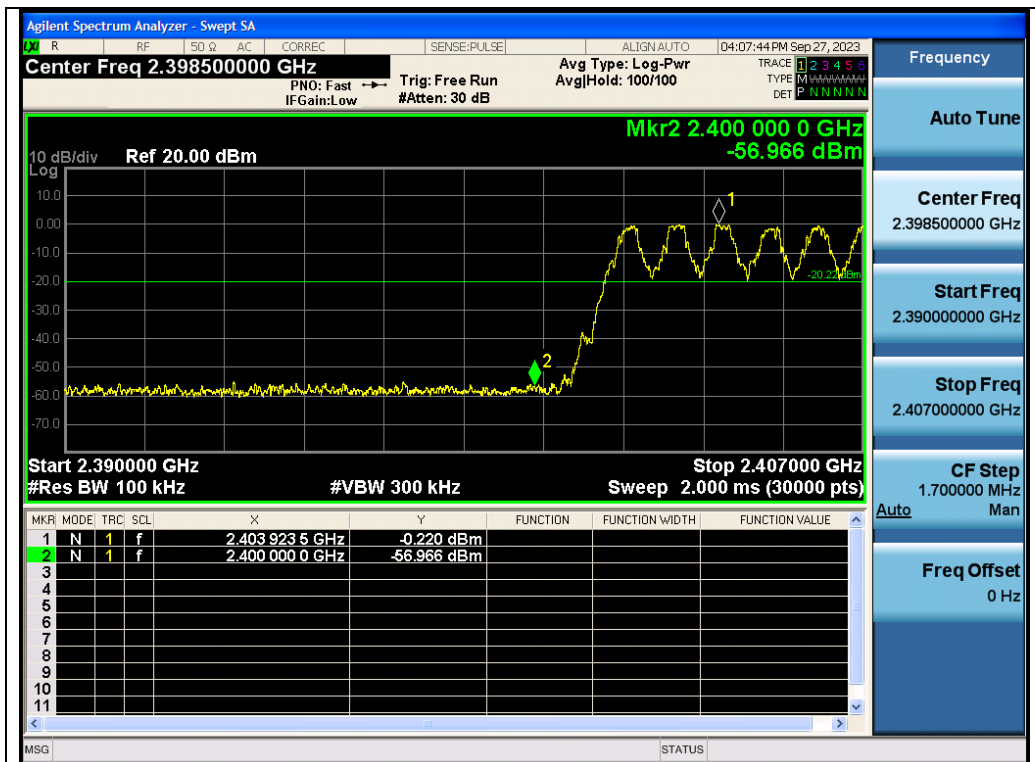 Agilent Spectrum Analyzer - Swept SA
LXI R RF 50 Ω AC CORREC SENSE:PULSE ALIGN AUTO 04:07:44 PM Sep 27, 2023
Center Freq 2.398500000 GHz
PNO: Fast
IFGain:Low
Trig: Free Run
#Atten: 30 dB
Avg Type: Log-Pwr
Avg|Hold: 100/100
TRACE 1 2 3 4 5 6
TYPE M
DET P N N N N N
Mkr2 2.400 000 0 GHz
-56.966 dBm
10 dB/div Ref 20.00 dBm
Log
10.0
0.00
-10.0
-20.0
-30.0
-40.0
-50.0
-60.0
-70.0
1
2
-20.22 dBm
Start 2.390000 GHz Stop 2.407000 GHz
#Res BW 100 kHz #VBW 300 kHz Sweep 2.000 ms (30000 pts)
MKR MODE TRC SCL X Y FUNCTION FUNCTION WIDTH FUNCTION VALUE
1 N 1 f 2.403 923 5 GHz -0.220 dBm
2 N 1 f 2.400 000 0 GHz -56.966 dBm
3
4
5
6
7
8
9
10
11
MSG STATUS
Frequency
Auto Tune
Center Freq
2.398500000 GHz
Start Freq
2.390000000 GHz
Stop Freq
2.407000000 GHz
CF Step
1.700000 MHz
Auto Man
Freq Offset
0 Hz